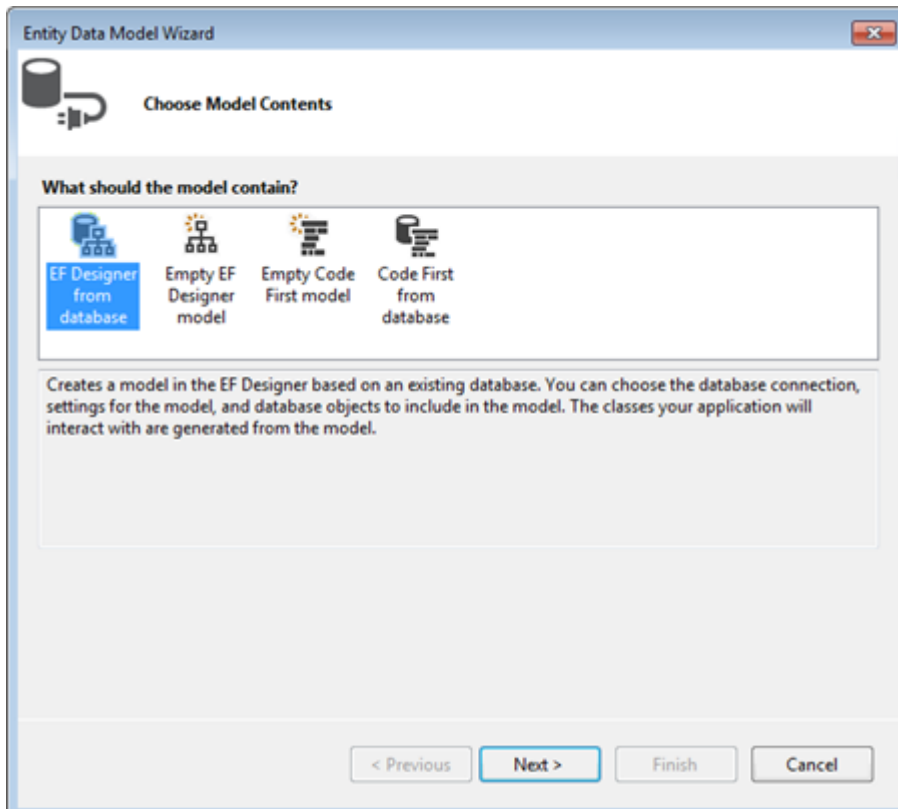 Entity Data Model Wizard
Choose Model Contents
What should the model contain?
EF Designer
from
database
Empty EF
Designer
model
Empty Code
First model
Code First
from
database
Creates a model in the EF Designer based on an existing database. You can choose the database connection,
settings for the model, and database objects to include in the model. The classes your application will
interact with are generated from the model.
< Previous
Next >
Finish
Cancel